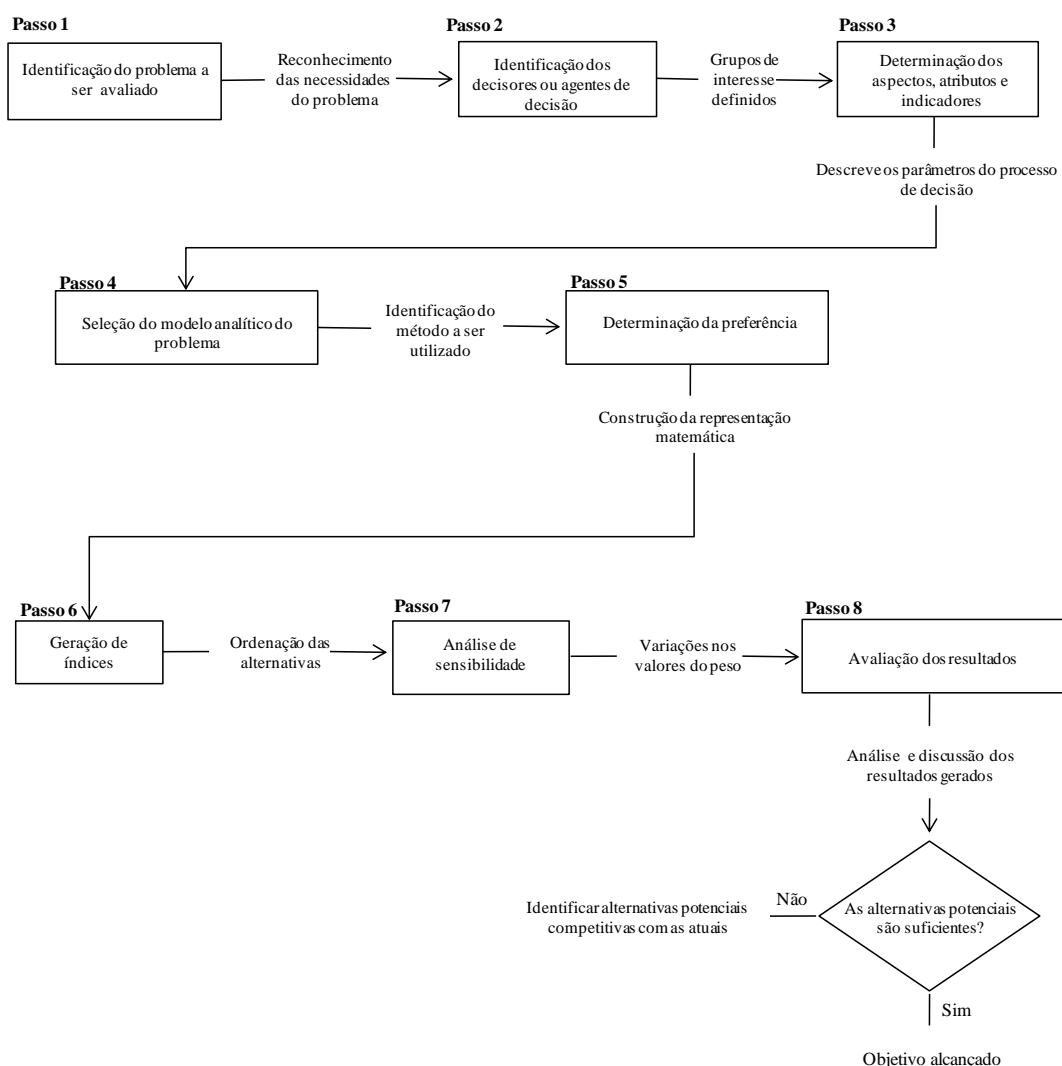 Passo 1
Identificação do problema a
ser avaliado
Reconhecimento
das necessidades
do problema
Passo 2
Identificação dos
decisores ou agentes de
decisão
Grupos de
interesse
definidos
Passo 3
Determinação dos
aspectos, atributos e
indicadores
Descreve os parâmetros do processo
de decisão
Passo 4
Seleção do modelo analítico do
problema
Identificação do
método a ser
utilizado
Passo 5
Determinação da preferência
Construção da representação
matemática
Passo 6
Geração de
índices
Ordenação das
alternativas
Passo 7
Análise de
sensibilidade
Variações nos
valores do peso
Passo 8
Avaliação dos resultados
Análise e discussão dos
resultados gerados
As alternativas potenciais
são suficientes?
Não
Identificar alternativas potenciais
competitivas com as atuais
Sim
Objetivo alcançado